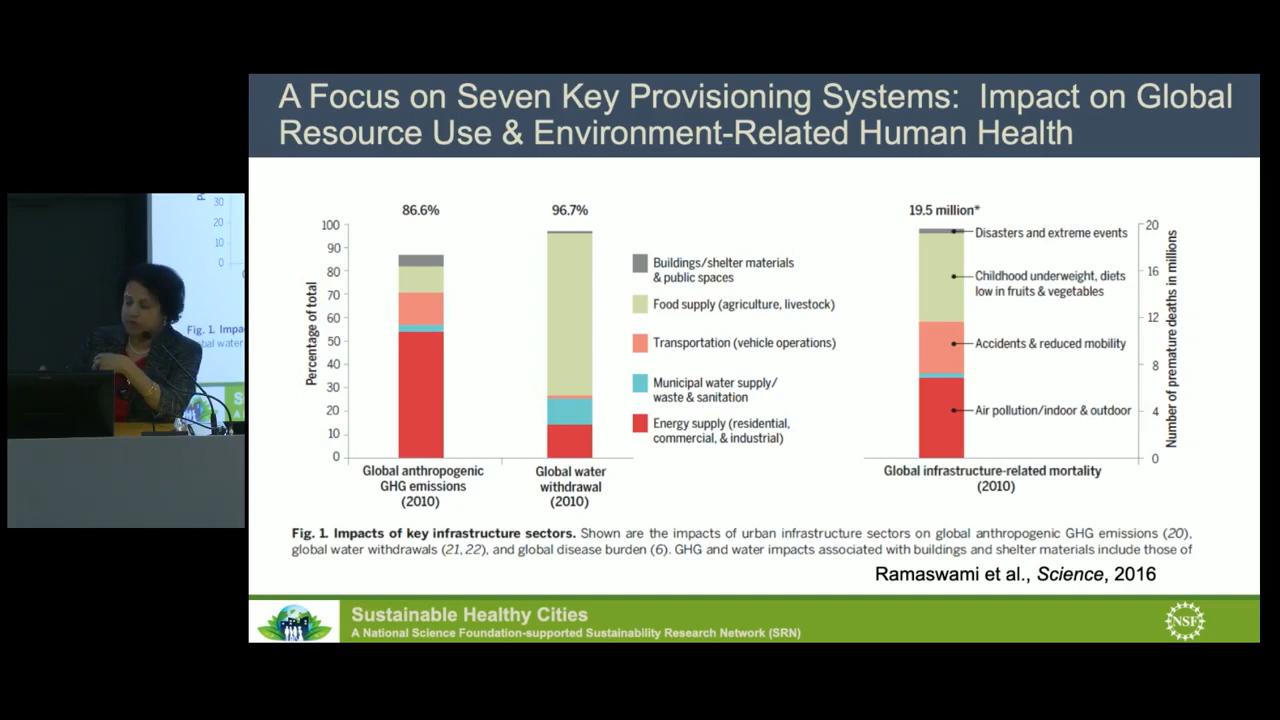 A Focus on Seven Key Provisioning Systems: Impact on Global
Resource Use & Environment-Related Human Health
86.6%
96.7%
100
90
80
70
60
50
40
30
20
10
0
Percentage of total
Global anthropogenic
GHG emissions
(2010)
Global water
withdrawal
(2010)
Buildings/shelter materials
& public spaces
Food supply (agriculture, livestock)
Transportation (vehicle operations)
Municipal water supply/
waste & sanitation
Energy supply (residential,
commercial, & industrial)
19.5 million*
Disasters and extreme events
Childhood underweight, diets
low in fruits & vegetables
Accidents & reduced mobility
Air pollution/indoor & outdoor
20
16
12
8
4
0
Number of premature deaths in millions
Global infrastructure-related mortality
(2010)
Fig. 1. Impacts of key infrastructure sectors. Shown are the impacts of urban infrastructure sectors on global anthropogenic GHG emissions (20),
global water withdrawals (21, 22), and global disease burden (6). GHG and water impacts associated with buildings and shelter materials include those of
Ramaswami et al., Science, 2016
Sustainable Healthy Cities
A National Science Foundation-supported Sustainability Research Network (SRN)
NSF
30
20
10
0
Fig. 1. Impa